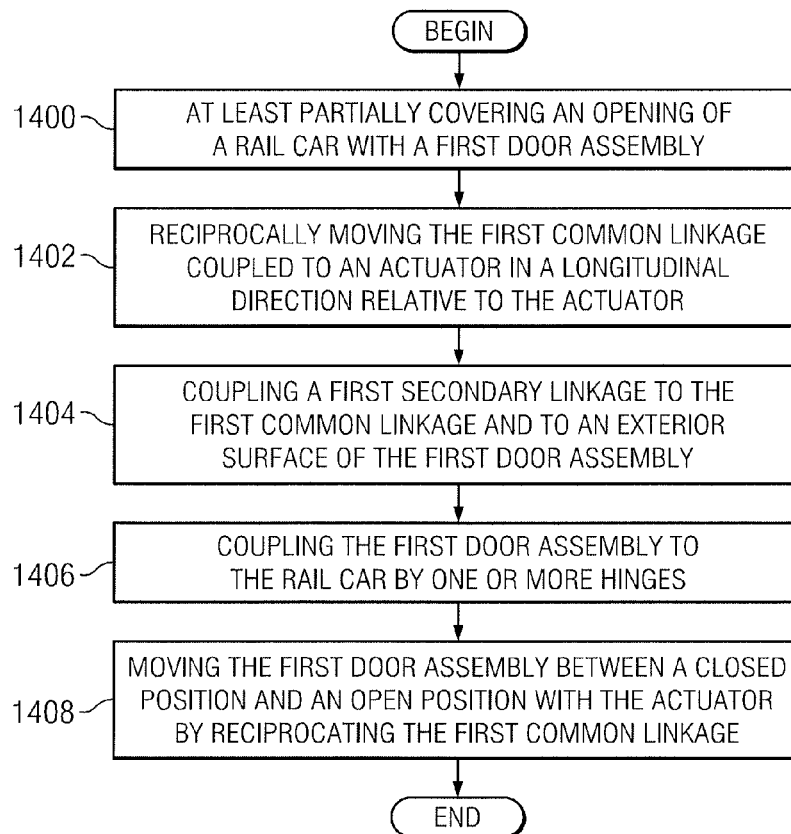 BEGIN
1400
AT LEAST PARTIALLY COVERING AN OPENING OF
A RAIL CAR WITH A FIRST DOOR ASSEMBLY
1402
RECIPROCALLY MOVING THE FIRST COMMON LINKAGE
COUPLED TO AN ACTUATOR IN A LONGITUDINAL
DIRECTION RELATIVE TO THE ACTUATOR
1404
COUPLING A FIRST SECONDARY LINKAGE TO THE
FIRST COMMON LINKAGE AND TO AN EXTERIOR
SURFACE OF THE FIRST DOOR ASSEMBLY
1406
COUPLING THE FIRST DOOR ASSEMBLY TO
THE RAIL CAR BY ONE OR MORE HINGES
1408
MOVING THE FIRST DOOR ASSEMBLY BETWEEN A CLOSED
POSITION AND AN OPEN POSITION WITH THE ACTUATOR
BY RECIPROCATING THE FIRST COMMON LINKAGE
END